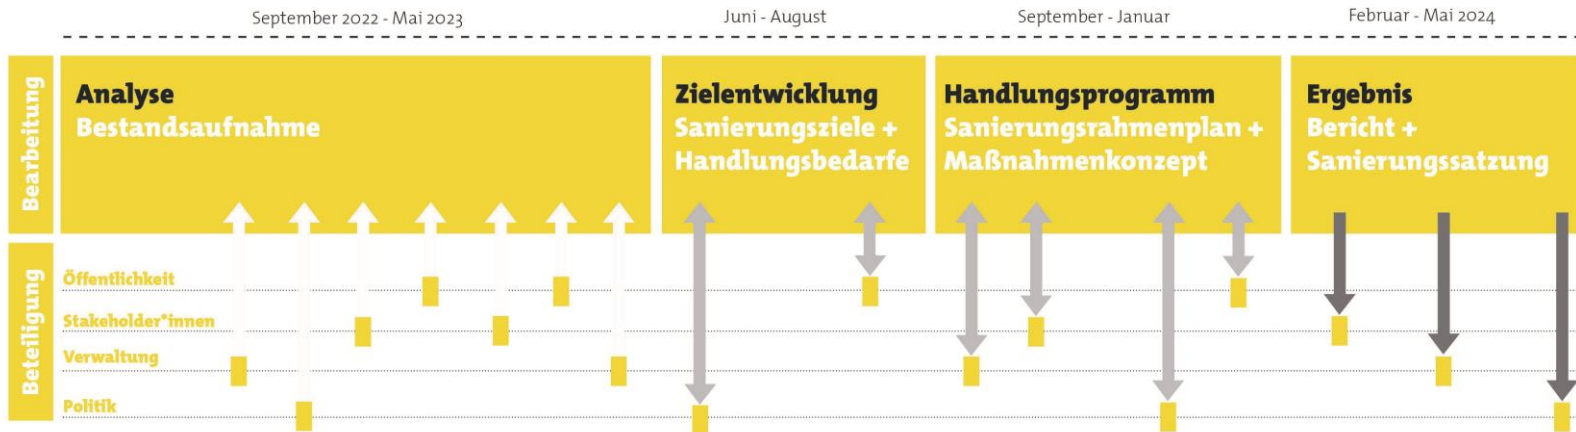 September 2022 - Mai 2023
Juni - August
September - Januar
Februar - Mai 2024
Bearbeitung
Analyse
Bestandsaufnahme
Zielentwicklung
Sanierungsziele +
Handlungsbedarfe
Handlungsprogramm
Sanierungsrahmenplan +
Maßnahmenkonzept
Ergebnis
Bericht +
Sanierungssatzung
Beteiligung
Öffentlichkeit
Stakeholder*innen
Verwaltung
Politik